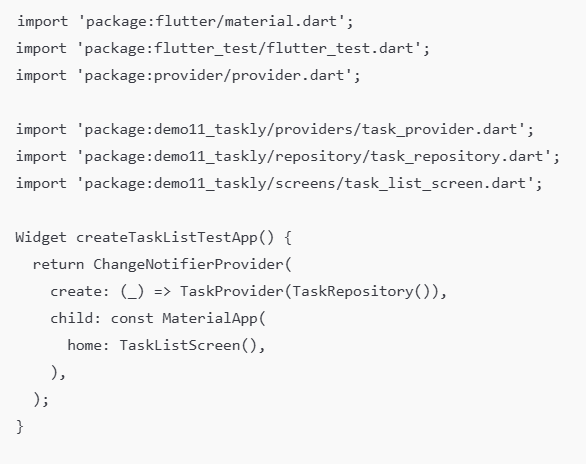 import 'package:flutter/material.dart';
import 'package:flutter_test/flutter_test.dart';
import 'package:provider/provider.dart';

import 'package:demo11_taskly/providers/task_provider.dart';
import 'package:demo11_taskly/repository/task_repository.dart';
import 'package:demo11_taskly/screens/task_list_screen.dart';

Widget createTaskListTestApp() {
  return ChangeNotifierProvider(
    create: (_) => TaskProvider(TaskRepository()),
    child: const MaterialApp(
      home: TaskListScreen(),
    ),
  );
}